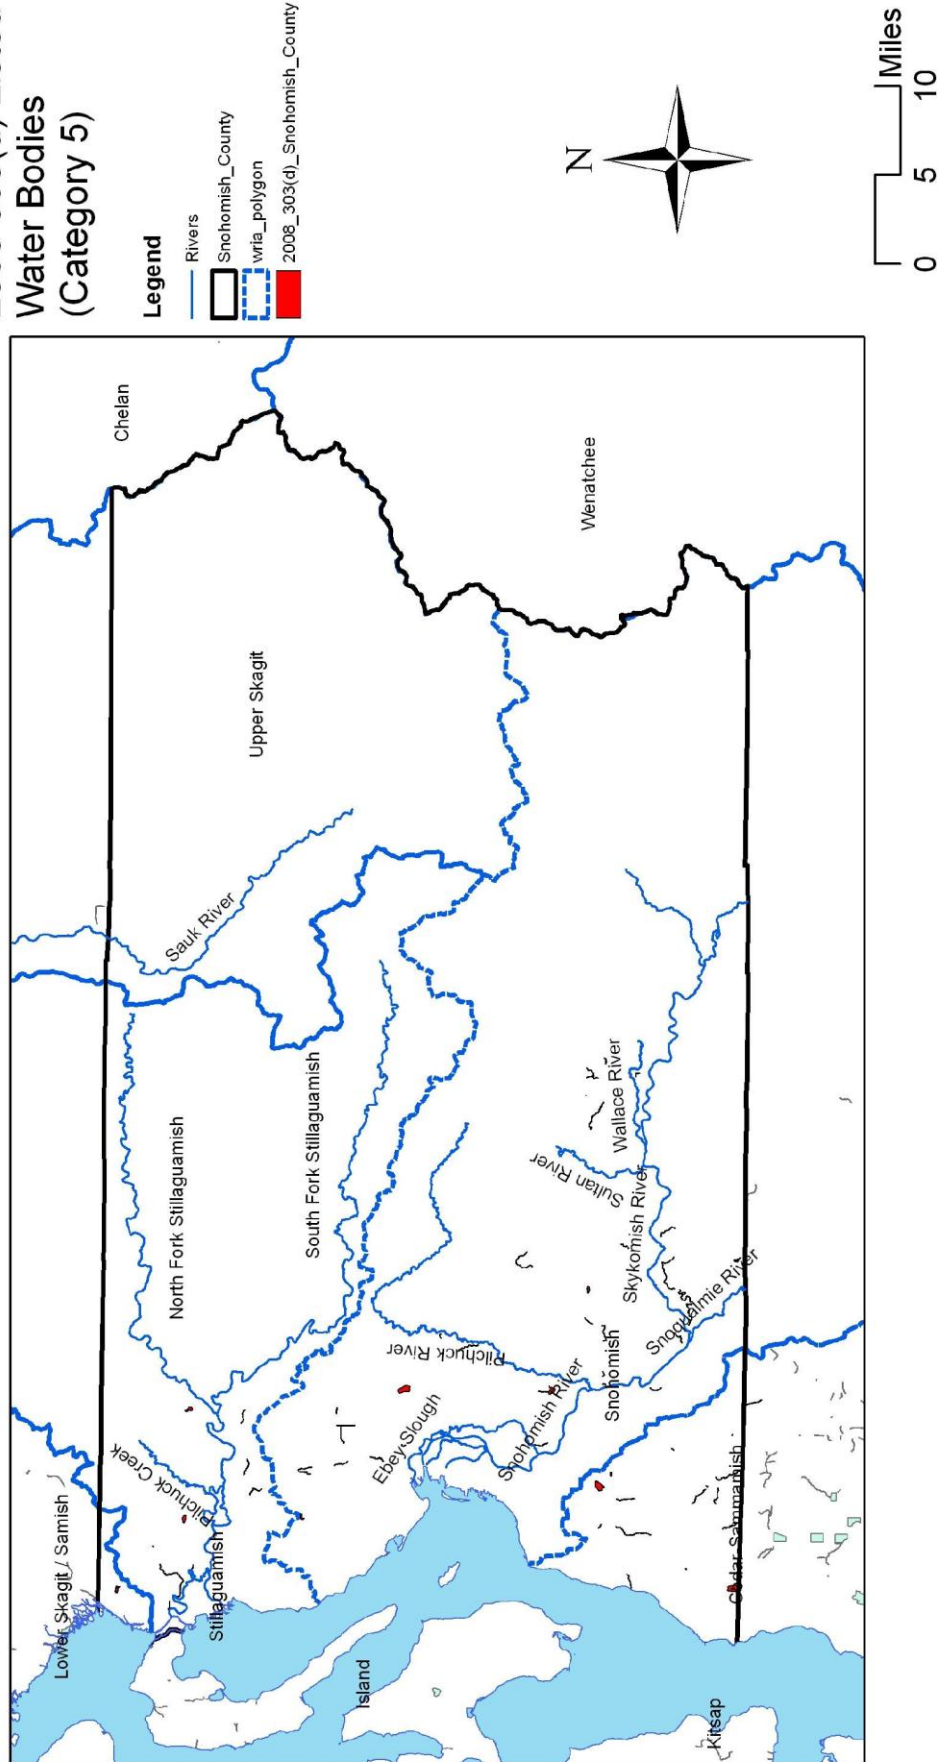 Water Bodies
(Category 5)
Legend
Rivers
Snohomish_County
wria_polygon
2008_303(d)_Snohomish_County
N
0 5 10 Miles
Chelan
Wenatchee
Upper Skagit
Sauk River
North Fork Stillaguamish
South Fork Stillaguamish
Wallace River
Sultan River
Skykomish River
Snoqualmie River
Pilchuck River
Snohomish
Snohomish River
Ebey Slough
Pilchuck Creek
Stillaguamish
Lower Skagit / Samish
Cedar-Sammamish
Island
Kitsap